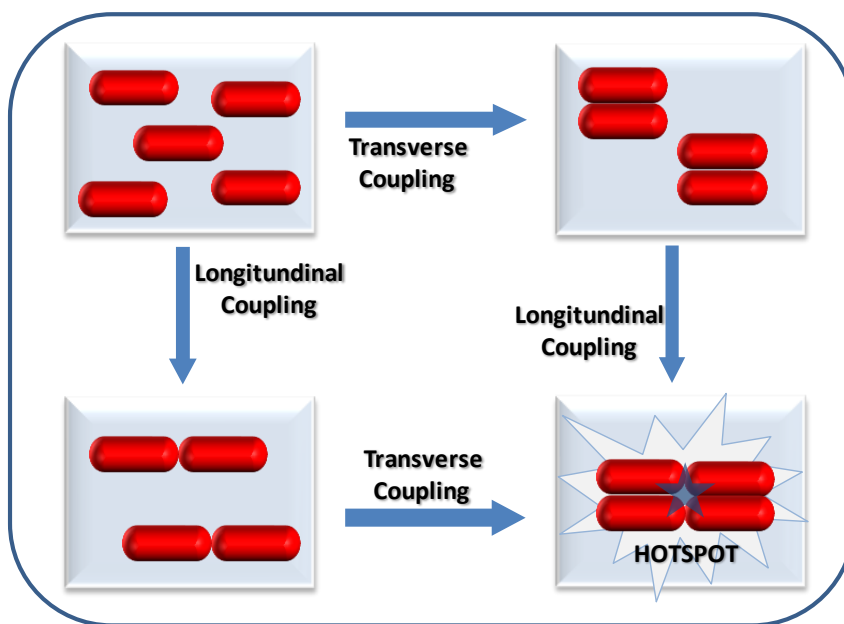 Transverse
Coupling
Longitundinal
Coupling
Longitundinal
Coupling
Transverse
Coupling
HOTSPOT